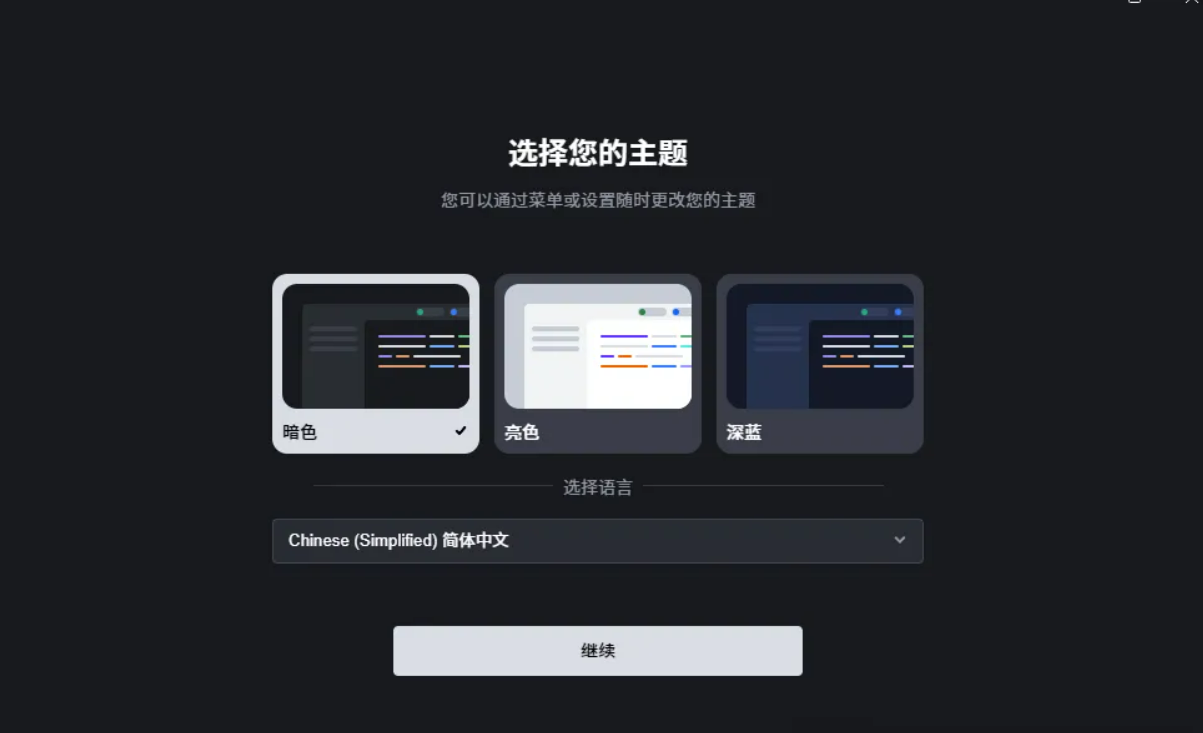 选择您的主题
您可以通过菜单或设置随时更改您的主题
暗色
亮色
深蓝
选择语言
Chinese (Simplified) 简体中文
继续